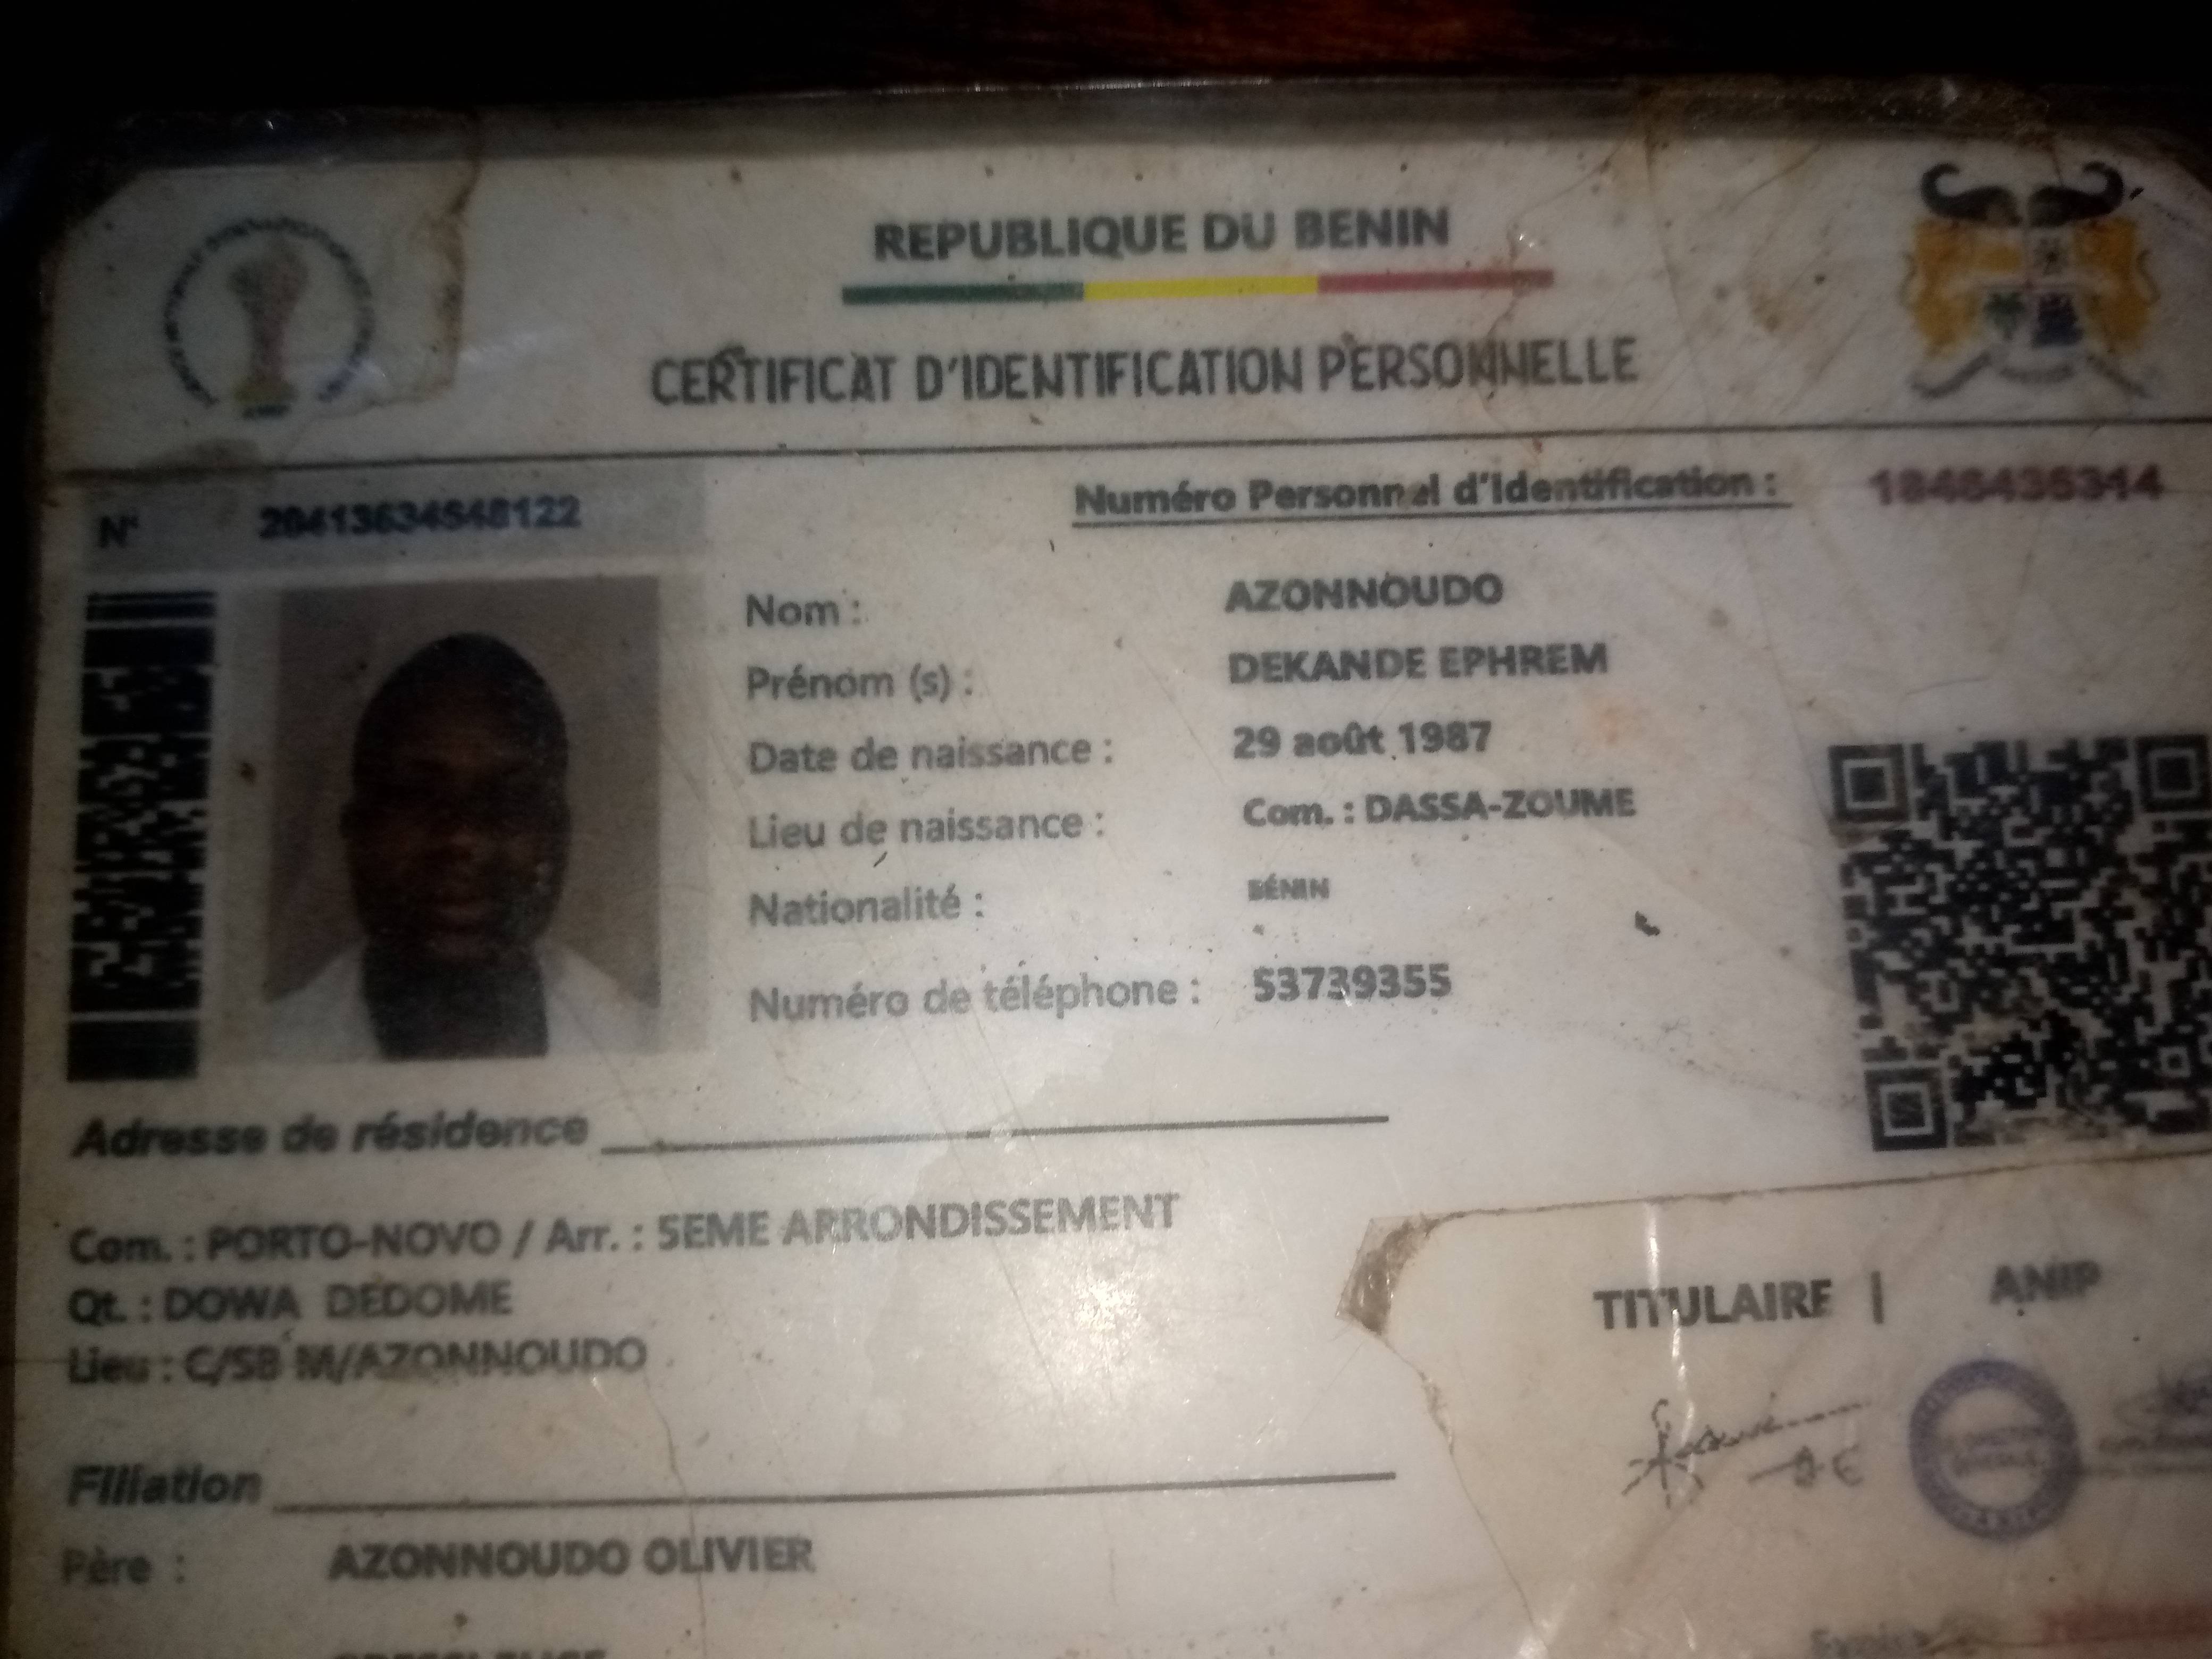 REPUBLIQUE DU BENIN
CERTIFICAT D'IDENTIFICATION PERSONNELLE
N° 20413634548122
Numéro Personnel d'Identification : 1846436314
Nom : AZONNOUDO
Prénom (s) : DEKANDE EPHREM
Date de naissance : 29 août 1987
Lieu de naissance : Com. : DASSA-ZOUME
Nationalité : BÉNIN
Numéro de téléphone : 53739355
Adresse de résidence
Com. : PORTO-NOVO / Arr. : 5EME ARRONDISSEMENT
Qt. : DOWA DEDOME
Lieu : C/SB M/AZONNOUDO
TITULAIRE | ANIP
Filiation
Père : AZONNOUDO OLIVIER